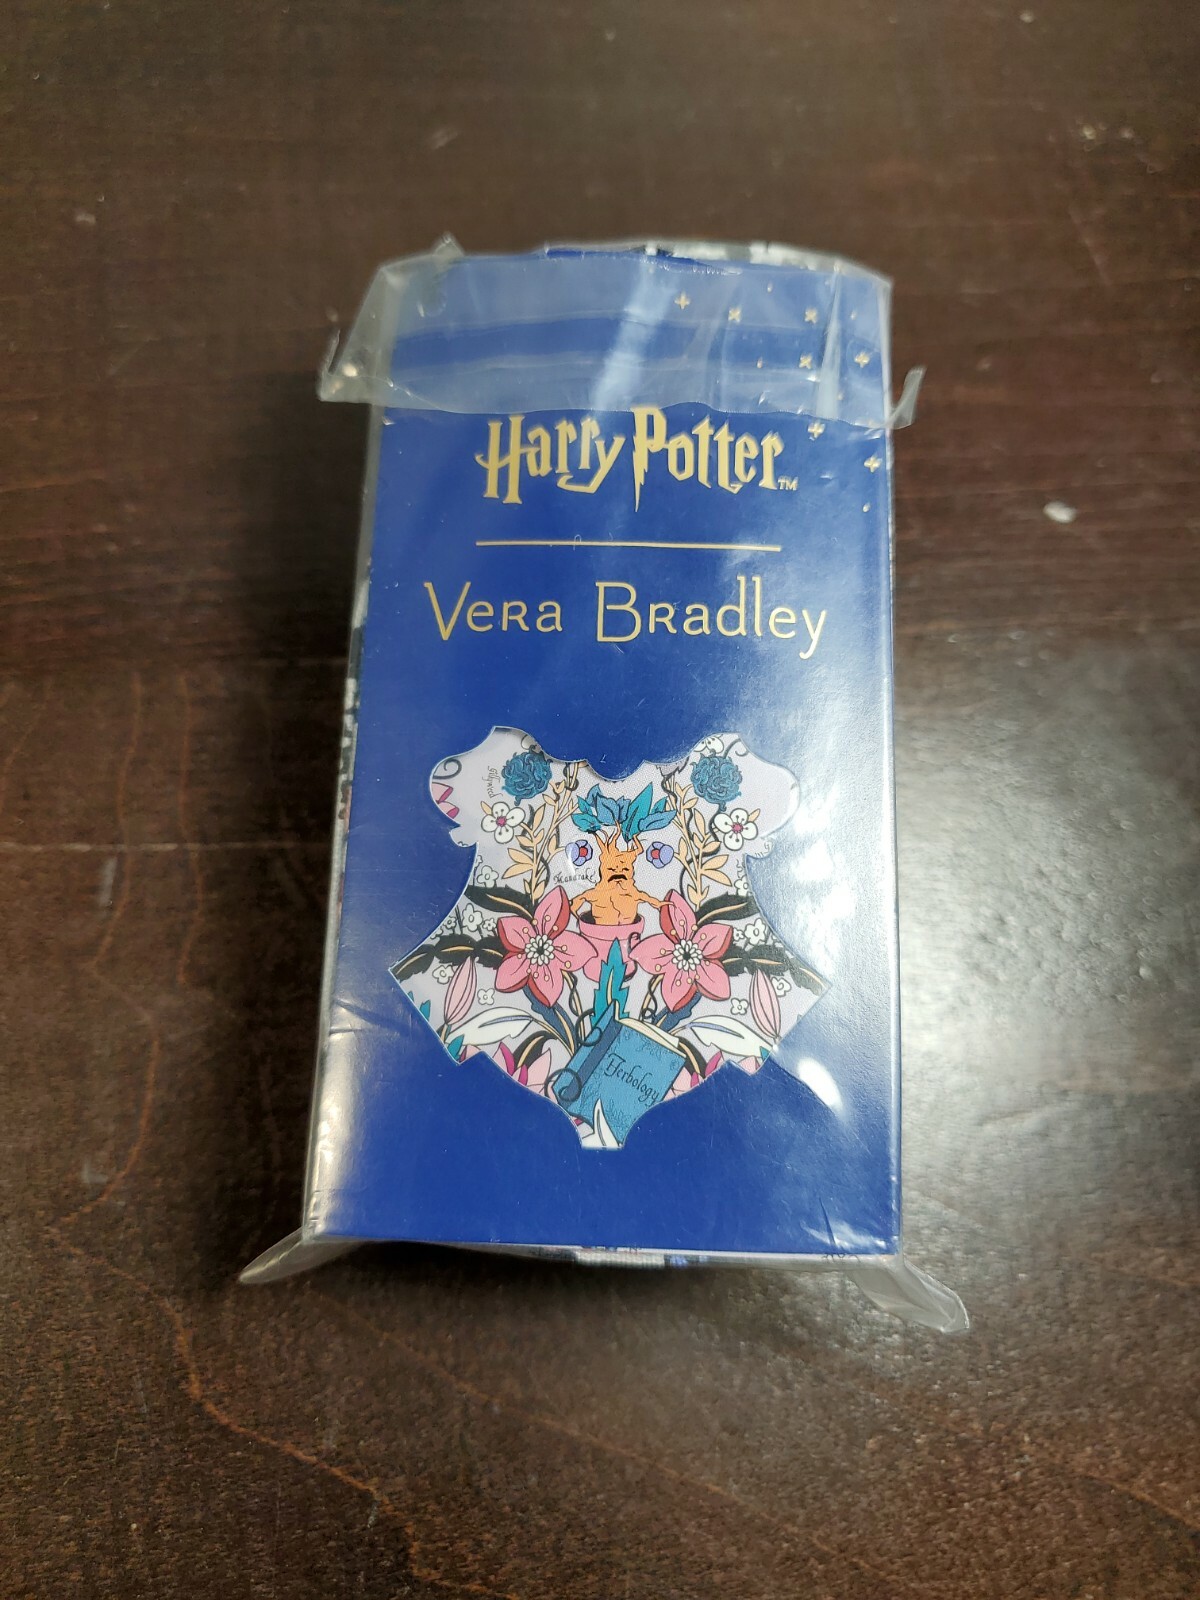 Harry Potter™
Vera Bradley
Mandrake
Herbology